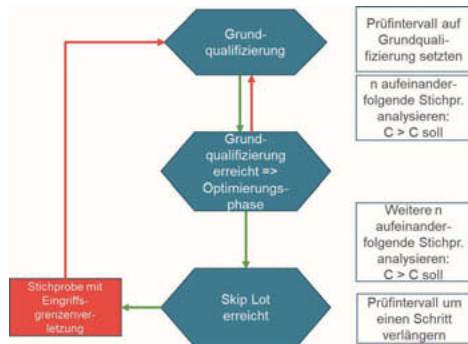 Grund-
qualifizierung
Prüfintervall auf
Grundquali-
fizierung setzten
n aufeinander-
folgende Stichpr.
analysieren:
C > C soll
Grund-
qualifizierung
erreicht =>
Optimierungs-
phase
Weitere n
aufeinander-
folgende Stichpr.
analysieren:
C > C soll
Stichprobe mit
Eingriffs-
grenzenver-
letzung
Skip Lot
erreicht
Prüfintervall um
einen Schritt
verlängern